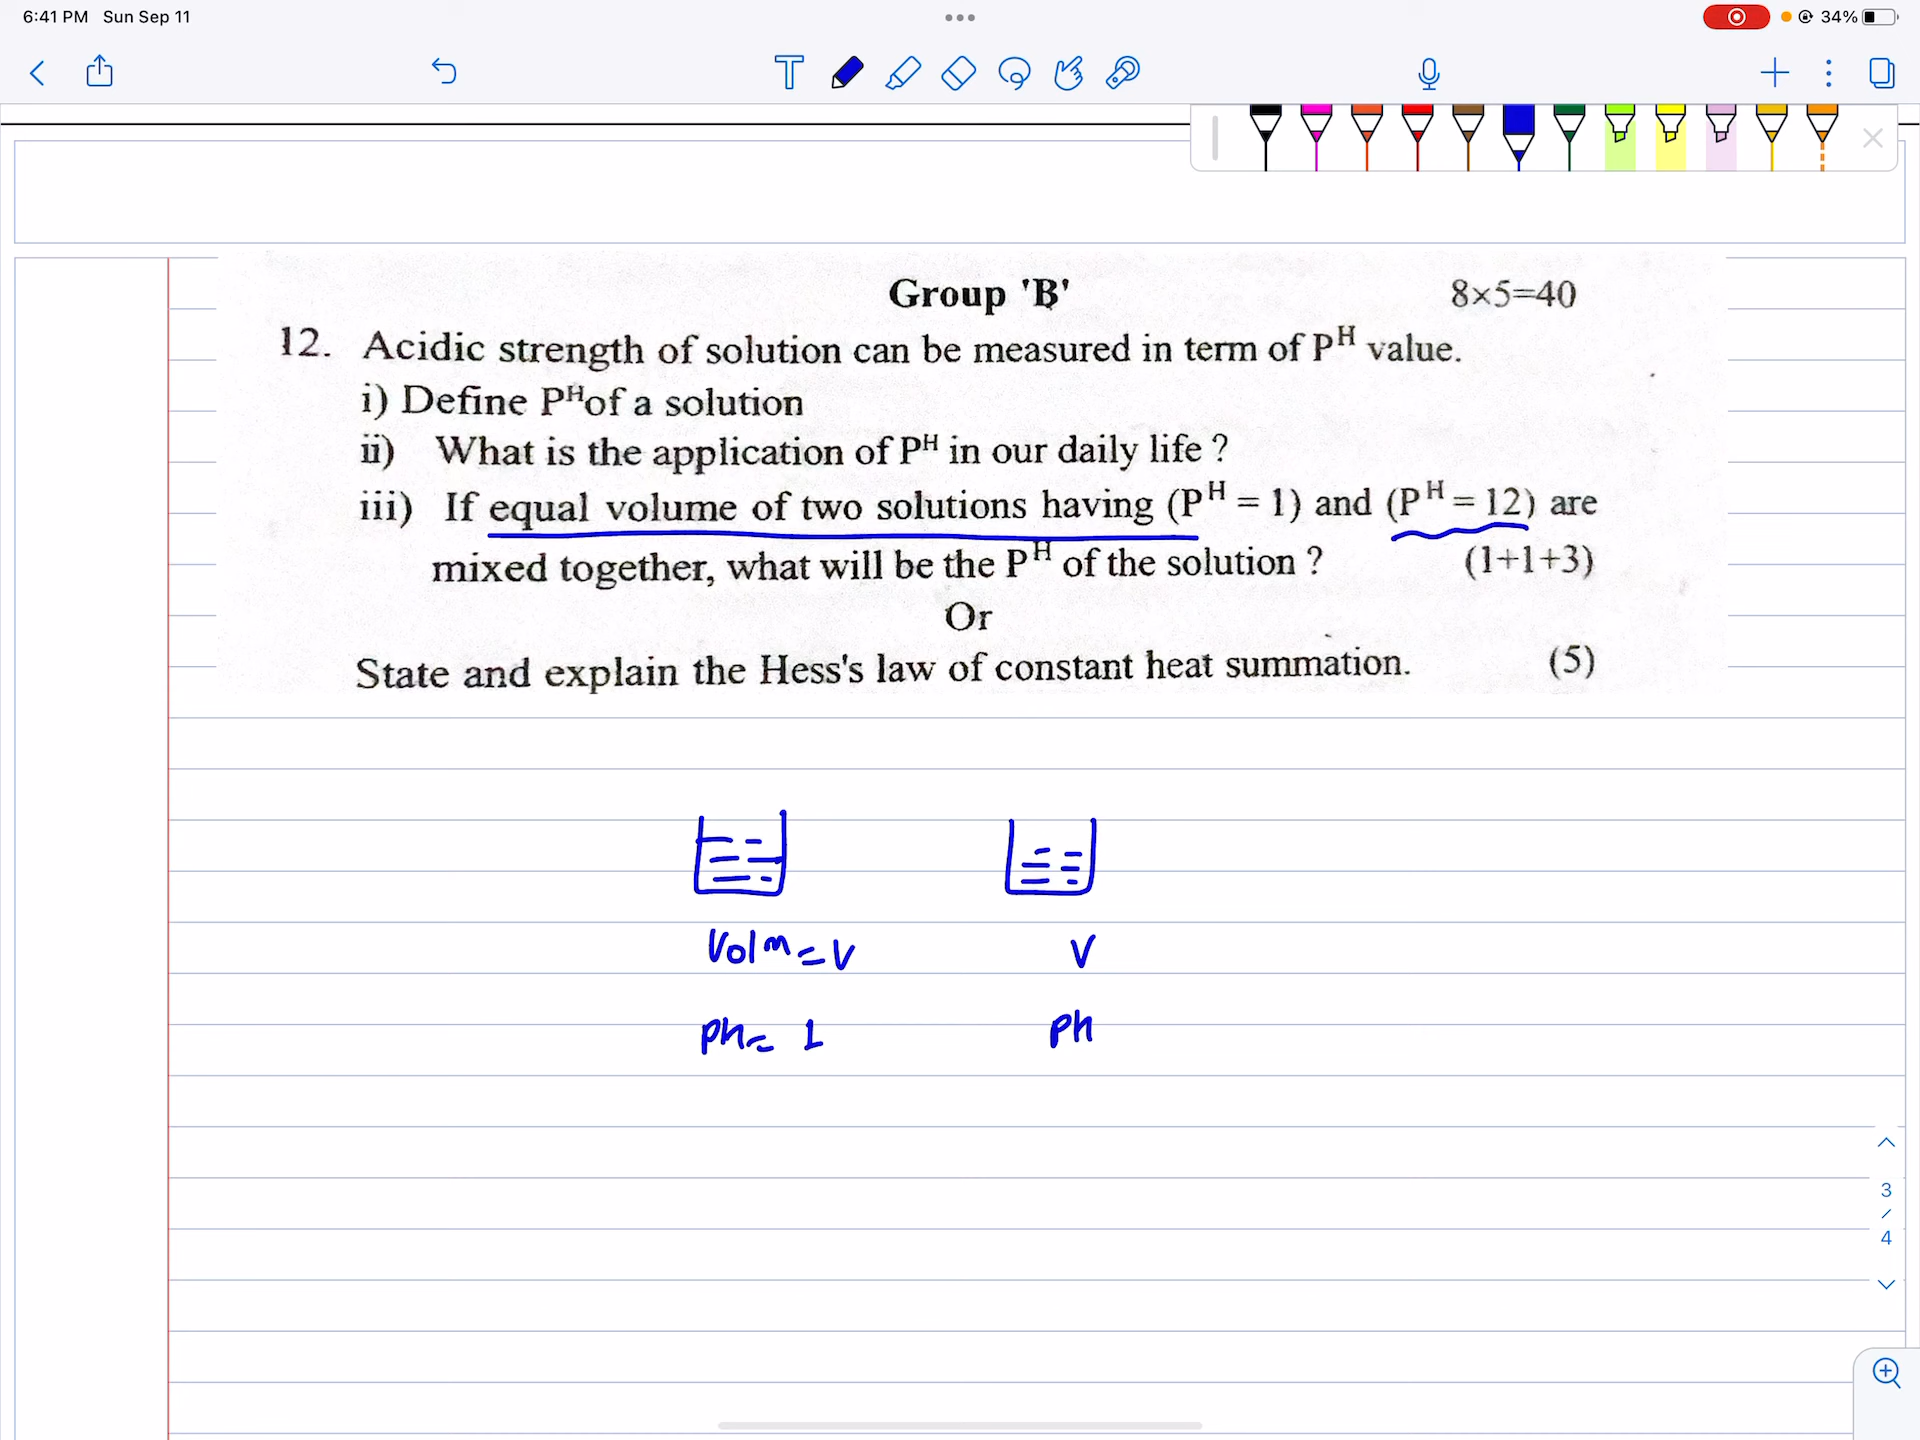 6:41 PM Sun Sep 11
34%
Group 'B' 8×5=40
12. Acidic strength of solution can be measured in term of Pᴴ value.
i) Define Pᴴof a solution
ii) What is the application of Pᴴ in our daily life ?
iii) If equal volume of two solutions having (Pᴴ = 1) and (Pᴴ = 12) are
mixed together, what will be the Pᴴ of the solution ? (1+1+3)
Or
State and explain the Hess's law of constant heat summation. (5)
Volᵐ = V V
pH = 1 pH
3
/
4